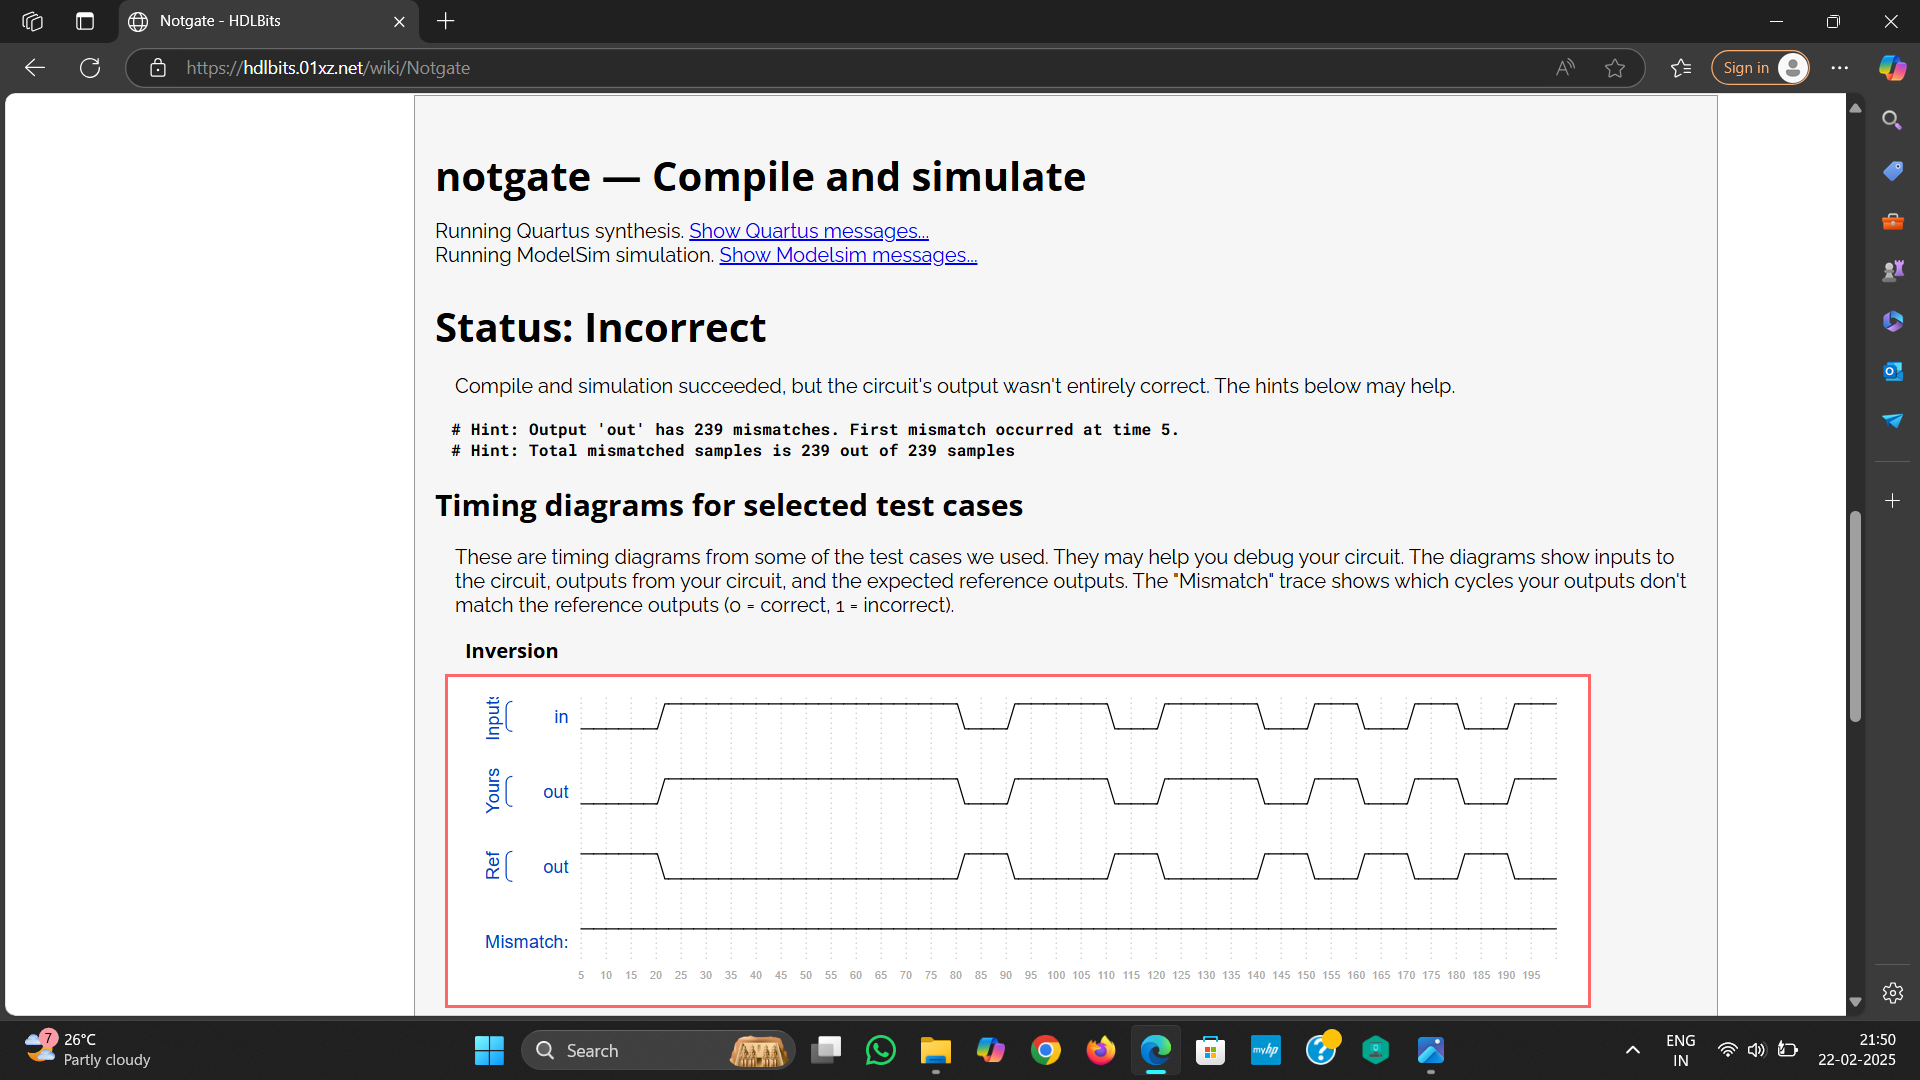 Notgate - HDLBits
https://hdlbits.01xz.net/wiki/Notgate
Sign in
notgate — Compile and simulate
Running Quartus synthesis. Show Quartus messages...
Running ModelSim simulation. Show Modelsim messages...
Status: Incorrect
Compile and simulation succeeded, but the circuit's output wasn't entirely correct. The hints below may help.
# Hint: Output 'out' has 239 mismatches. First mismatch occurred at time 5.
# Hint: Total mismatched samples is 239 out of 239 samples
Timing diagrams for selected test cases
These are timing diagrams from some of the test cases we used. They may help you debug your circuit. The diagrams show inputs to
the circuit, outputs from your circuit, and the expected reference outputs. The "Mismatch" trace shows which cycles your outputs don't
match the reference outputs (0 = correct, 1 = incorrect).
Inversion
Inputs in
Yours out
Ref out
Mismatch:
5 10 15 20 25 30 35 40 45 50 55 60 65 70 75 80 85 90 95 100 105 110 115 120 125 130 135 140 145 150 155 160 165 170 175 180 185 190 195
7
26°C
Partly cloudy
Search
myhp
ENG
IN
21:50
22-02-2025